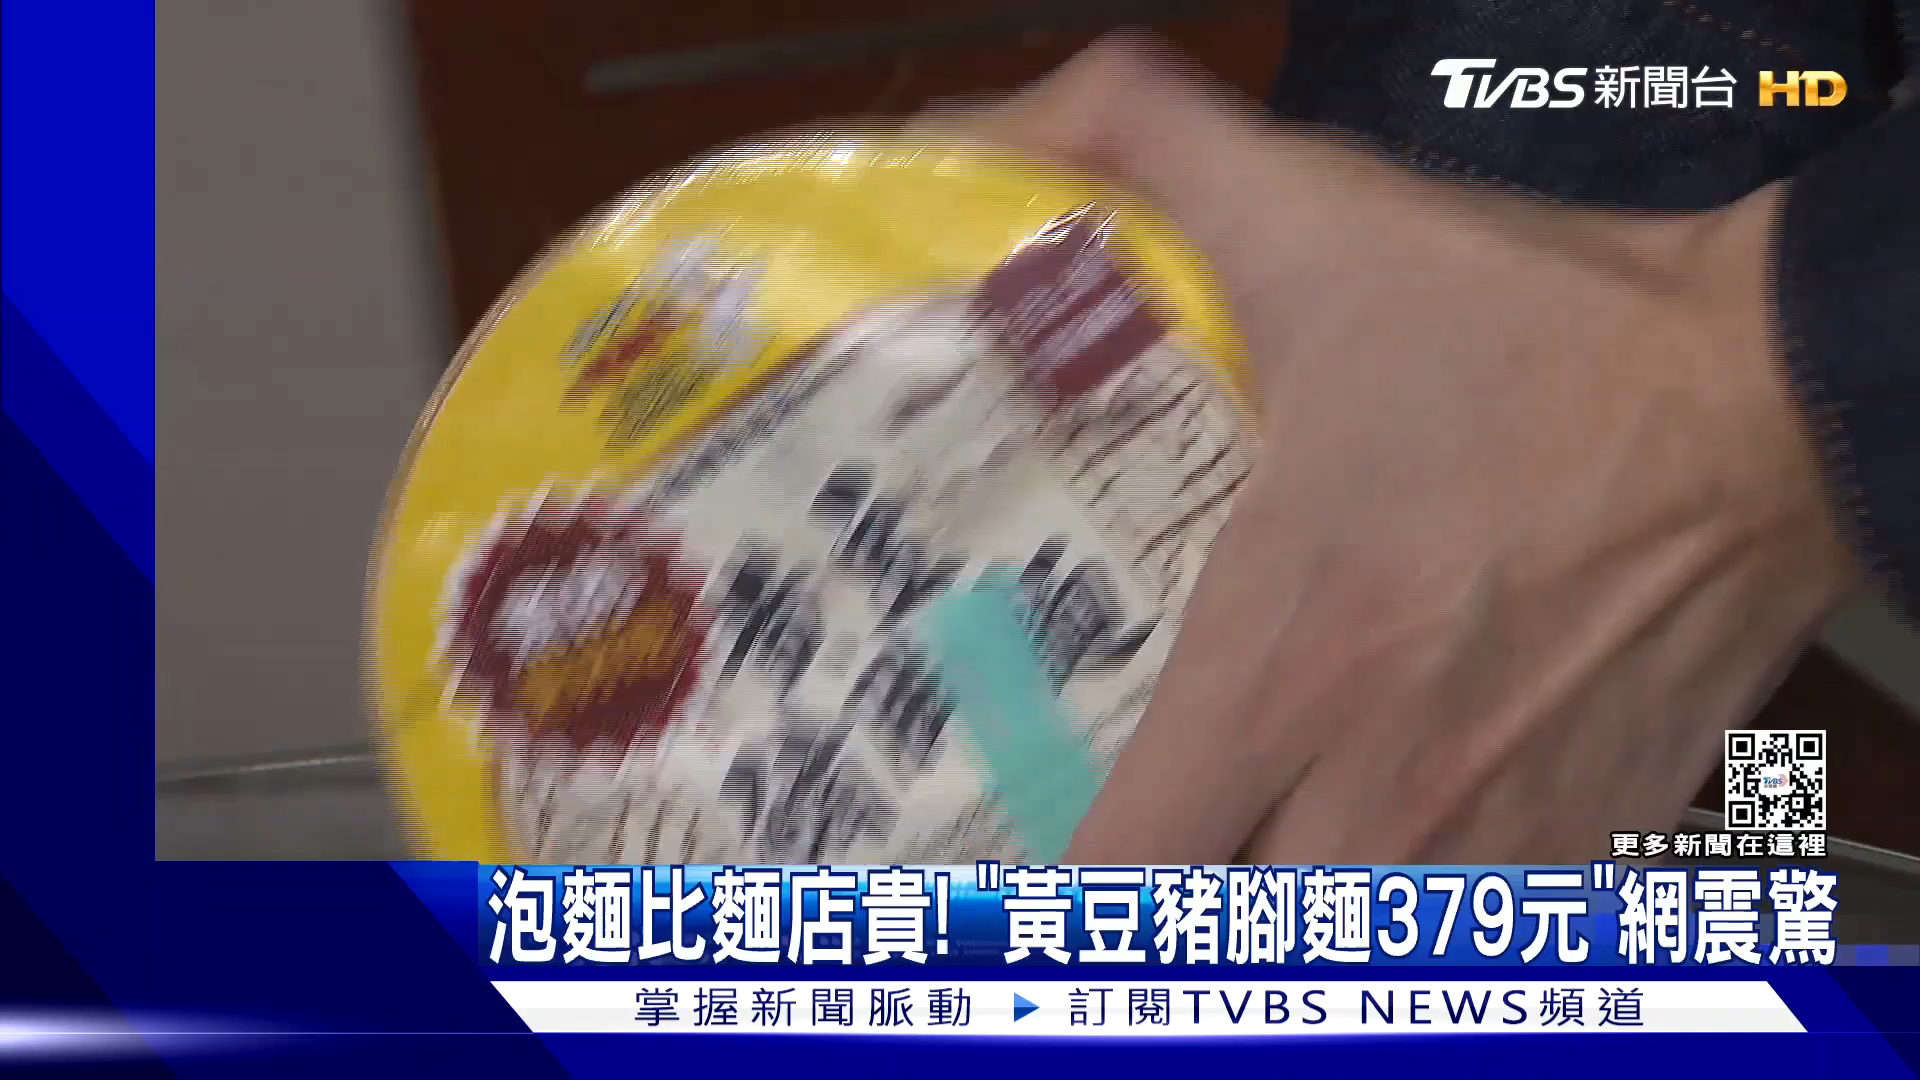 TVBS新聞台 HD
TVBS
更多新聞在這裡
泡麵比麵店貴! "黃豆豬腳麵379元"網震驚
掌握新聞脈動 ▶ 訂閱TVBS NEWS頻道